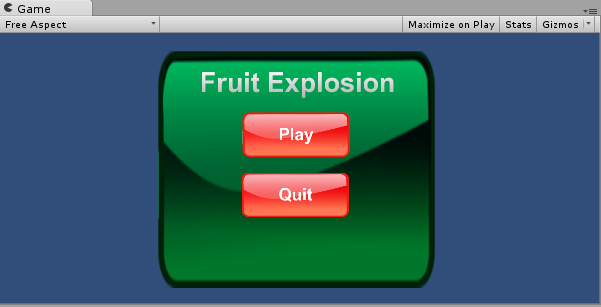 Game
Free Aspect Maximize on Play Stats Gizmos
Fruit Explosion
Play
Quit